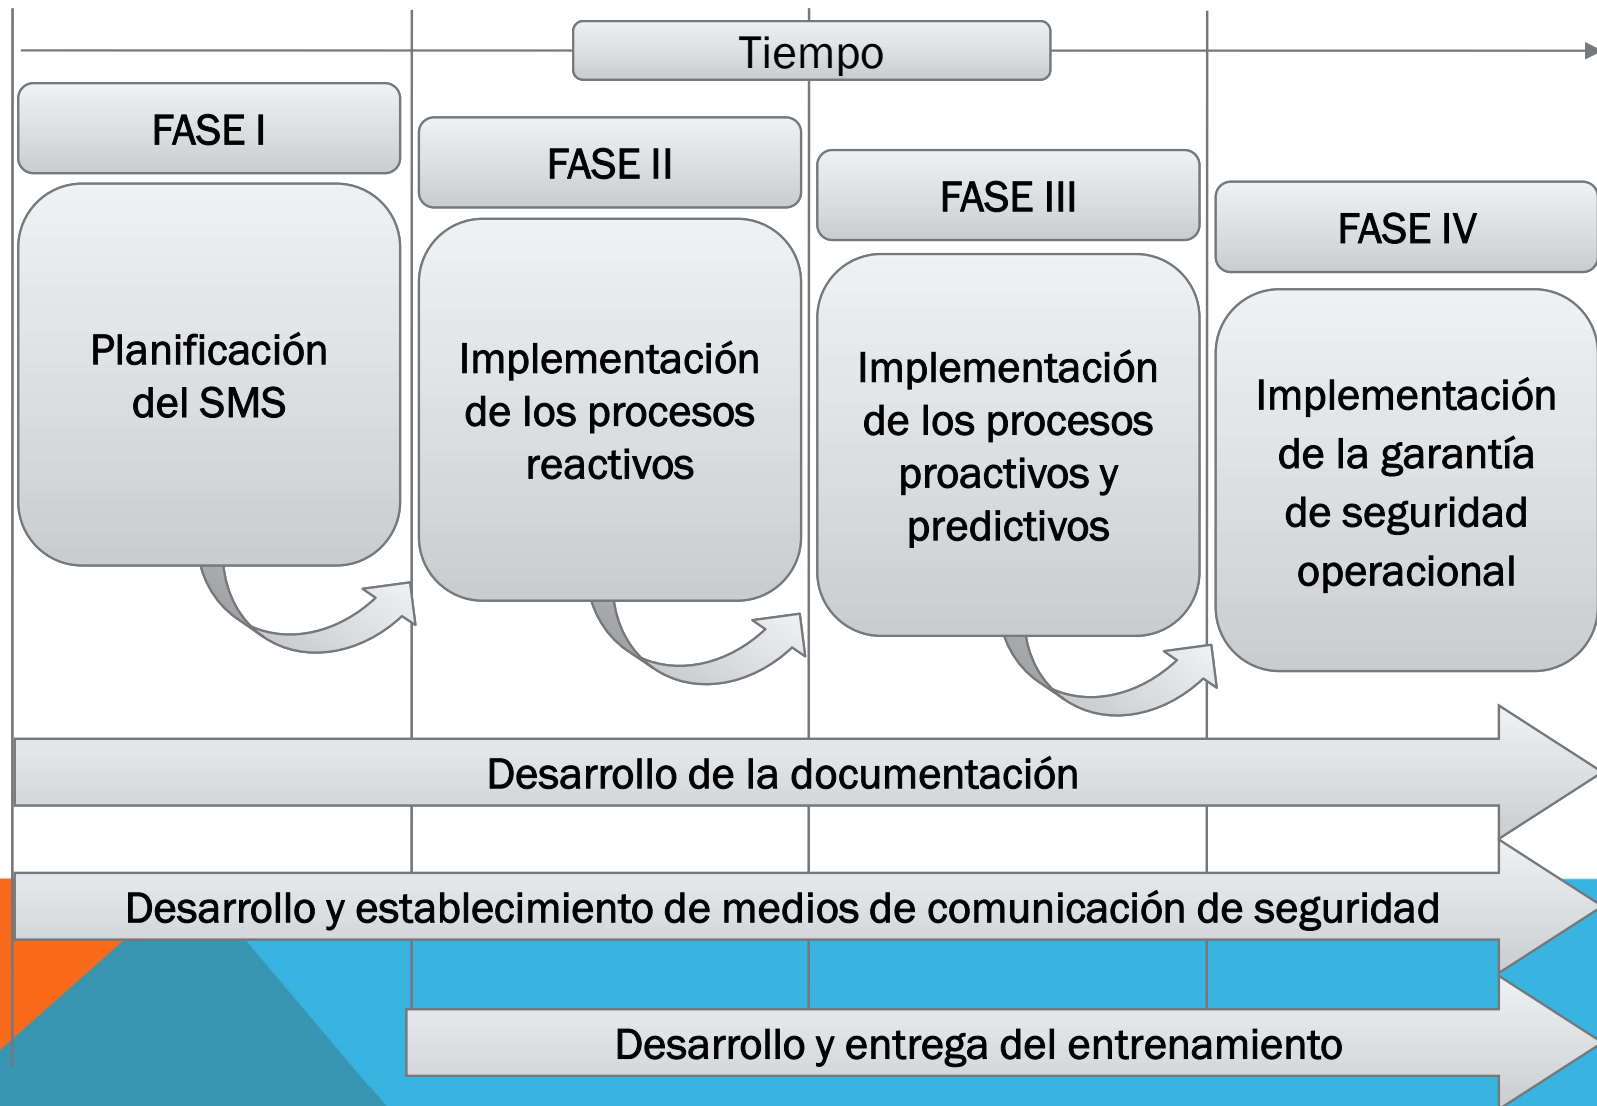 Tiempo
FASE I
FASE II
FASE III
FASE IV
Planificación
del SMS
Implementación
de los procesos
reactivos
Implementación
de los procesos
proactivos y
predictivos
Implementación
de la garantía
de seguridad
operacional
Desarrollo de la documentación
Desarrollo y establecimiento de medios de comunicación de seguridad
Desarrollo y entrega del entrenamiento